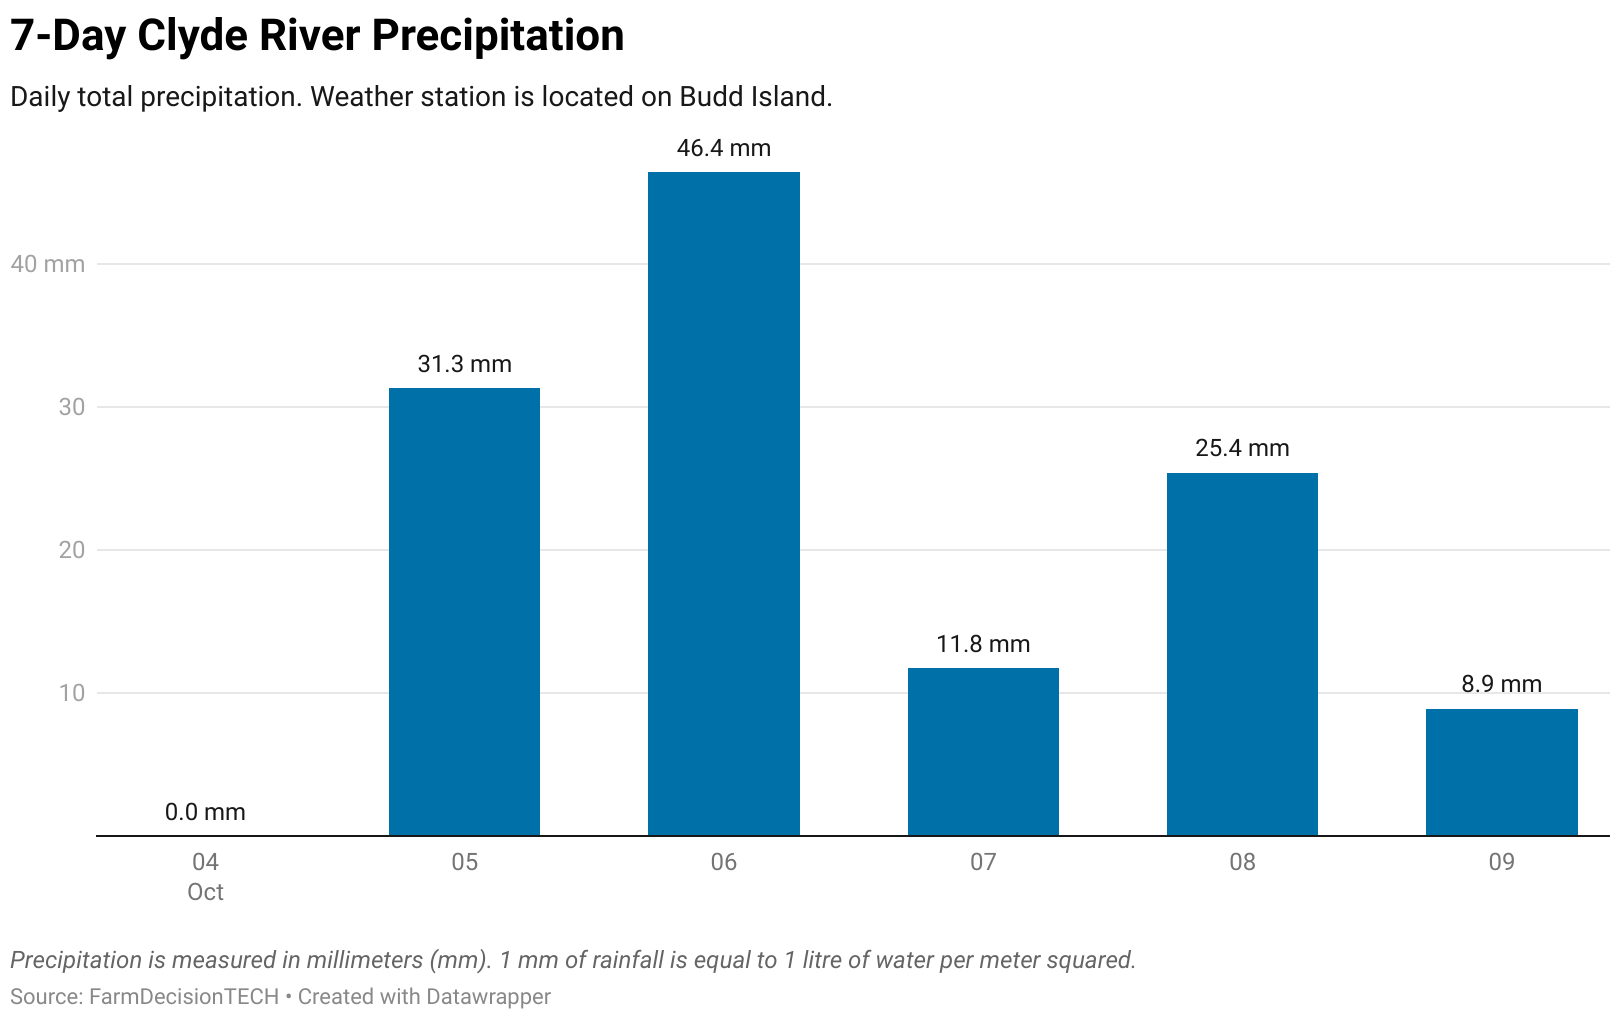 7-Day Clyde River Precipitation
Daily total precipitation. Weather station is located on Budd Island.
46.4 mm
40 mm
31.3 mm
30
25.4 mm
20
11.8 mm
10
8.9 mm
0.0 mm
04 05 06 07 08 09
Oct
Precipitation is measured in millimeters (mm). 1 mm of rainfall is equal to 1 litre of water per meter squared.
Source: FarmDecisionTECH • Created with Datawrapper